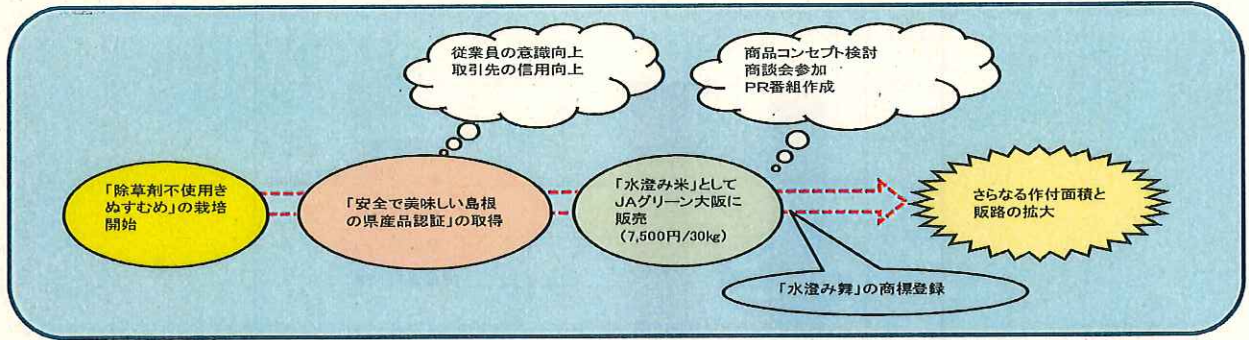 従業員の意識向上
取引先の信用向上
商品コンセプト検討
商談会参加
PR番組作成
「除草剤不使用き
ぬすむめ」の栽培
開始
「安全で美味しい島根
の県産品認証」の取得
「水澄み米」として
JAグリーン大阪に
販売
(7,500円/30kg)
さらなる作付面積と
販路の拡大
「水澄み舞」の商標登録